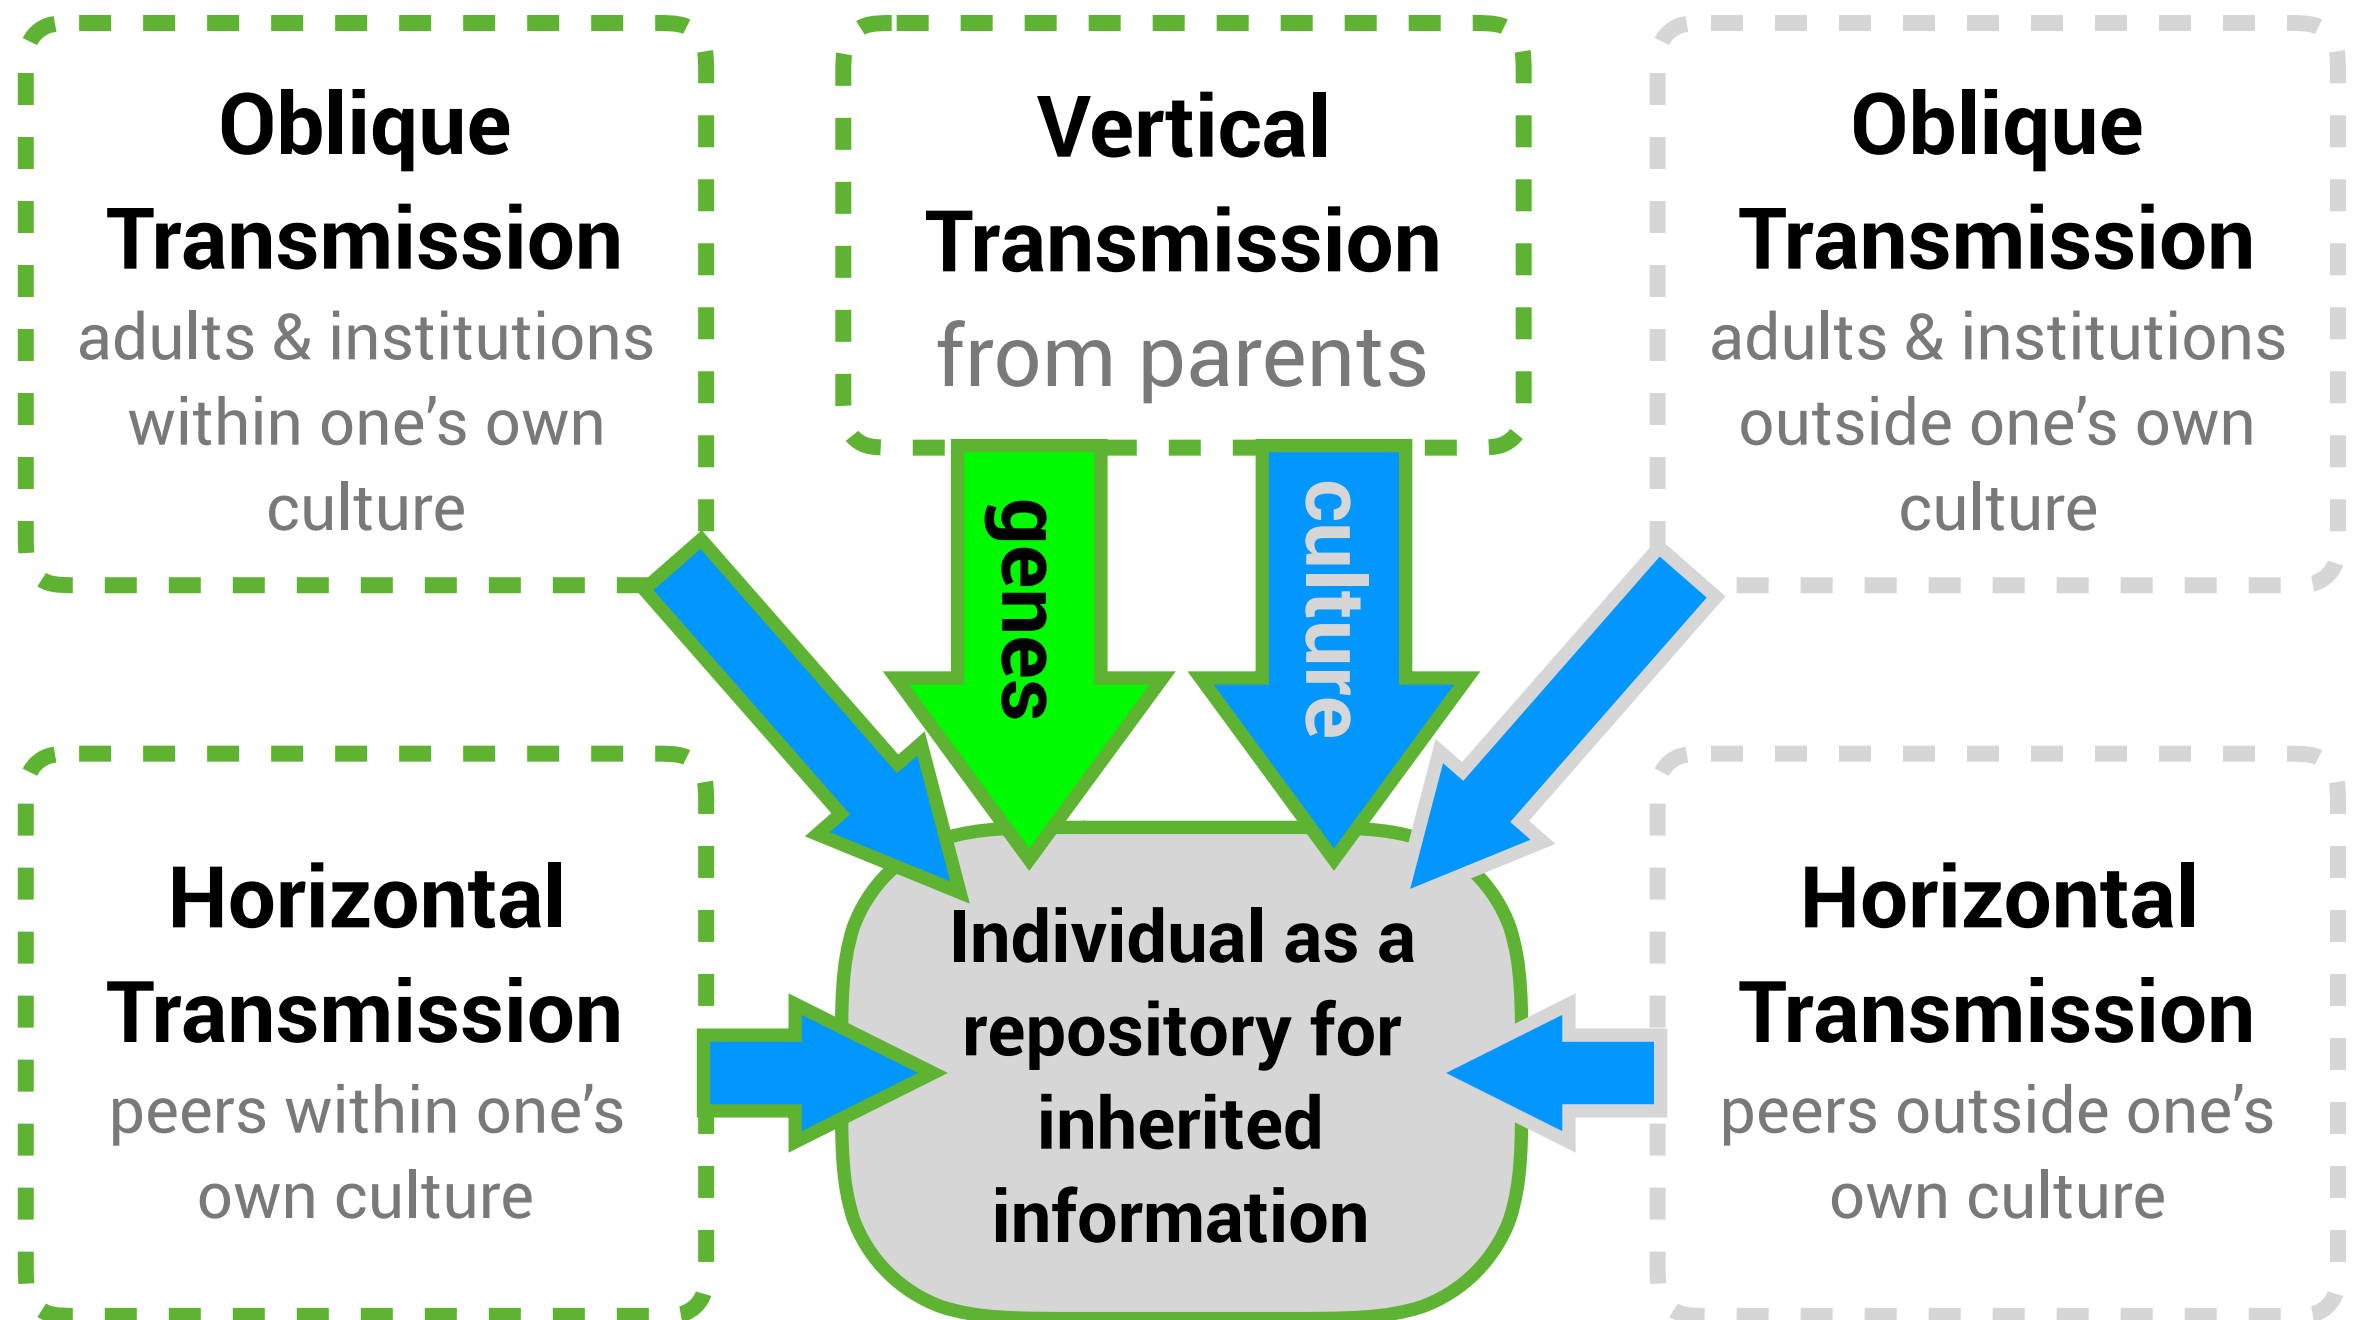 Oblique
Transmission
adults & institutions
within one’s own
culture
Vertical
Transmission
from parents
Oblique
Transmission
adults & institutions
outside one’s own
culture
genes
culture
Horizontal
Transmission
peers within one’s
own culture
Individual as a
repository for
inherited
information
Horizontal
Transmission
peers outside one’s
own culture